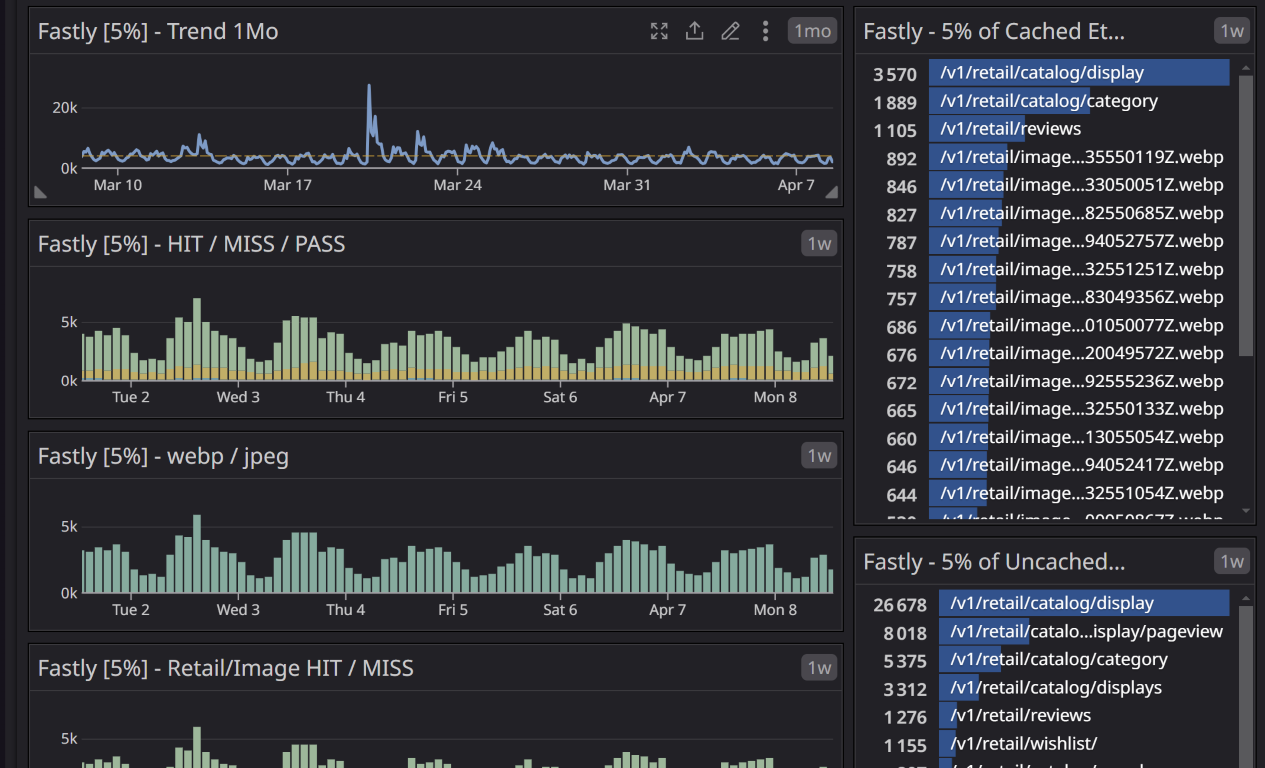 Fastly [5%] - Trend 1Mo
1mo
20k
0k
Mar 10 Mar 17 Mar 24 Mar 31 Apr 7
Fastly [5%] - HIT / MISS / PASS
1w
5k
0k
Tue 2 Wed 3 Thu 4 Fri 5 Sat 6 Apr 7 Mon 8
Fastly [5%] - webp / jpeg
1w
5k
0k
Tue 2 Wed 3 Thu 4 Fri 5 Sat 6 Apr 7 Mon 8
Fastly [5%] - Retail/Image HIT / MISS
1w
5k
Fastly - 5% of Cached Et...
1w
3 570 /v1/retail/catalog/display
1 889 /v1/retail/catalog/category
1 105 /v1/retail/reviews
892 /v1/retail/image...35550119Z.webp
846 /v1/retail/image...33050051Z.webp
827 /v1/retail/image...82550685Z.webp
787 /v1/retail/image...94052757Z.webp
758 /v1/retail/image...32551251Z.webp
757 /v1/retail/image...83049356Z.webp
686 /v1/retail/image...01050077Z.webp
676 /v1/retail/image...20049572Z.webp
672 /v1/retail/image...92555236Z.webp
665 /v1/retail/image...32550133Z.webp
660 /v1/retail/image...13055054Z.webp
646 /v1/retail/image...94052417Z.webp
644 /v1/retail/image...32551054Z.webp
Fastly - 5% of Uncached...
1w
26 678 /v1/retail/catalog/display
8 018 /v1/retail/catalo...isplay/pageview
5 375 /v1/retail/catalog/category
3 312 /v1/retail/catalog/displays
1 276 /v1/retail/reviews
1 155 /v1/retail/wishlist/